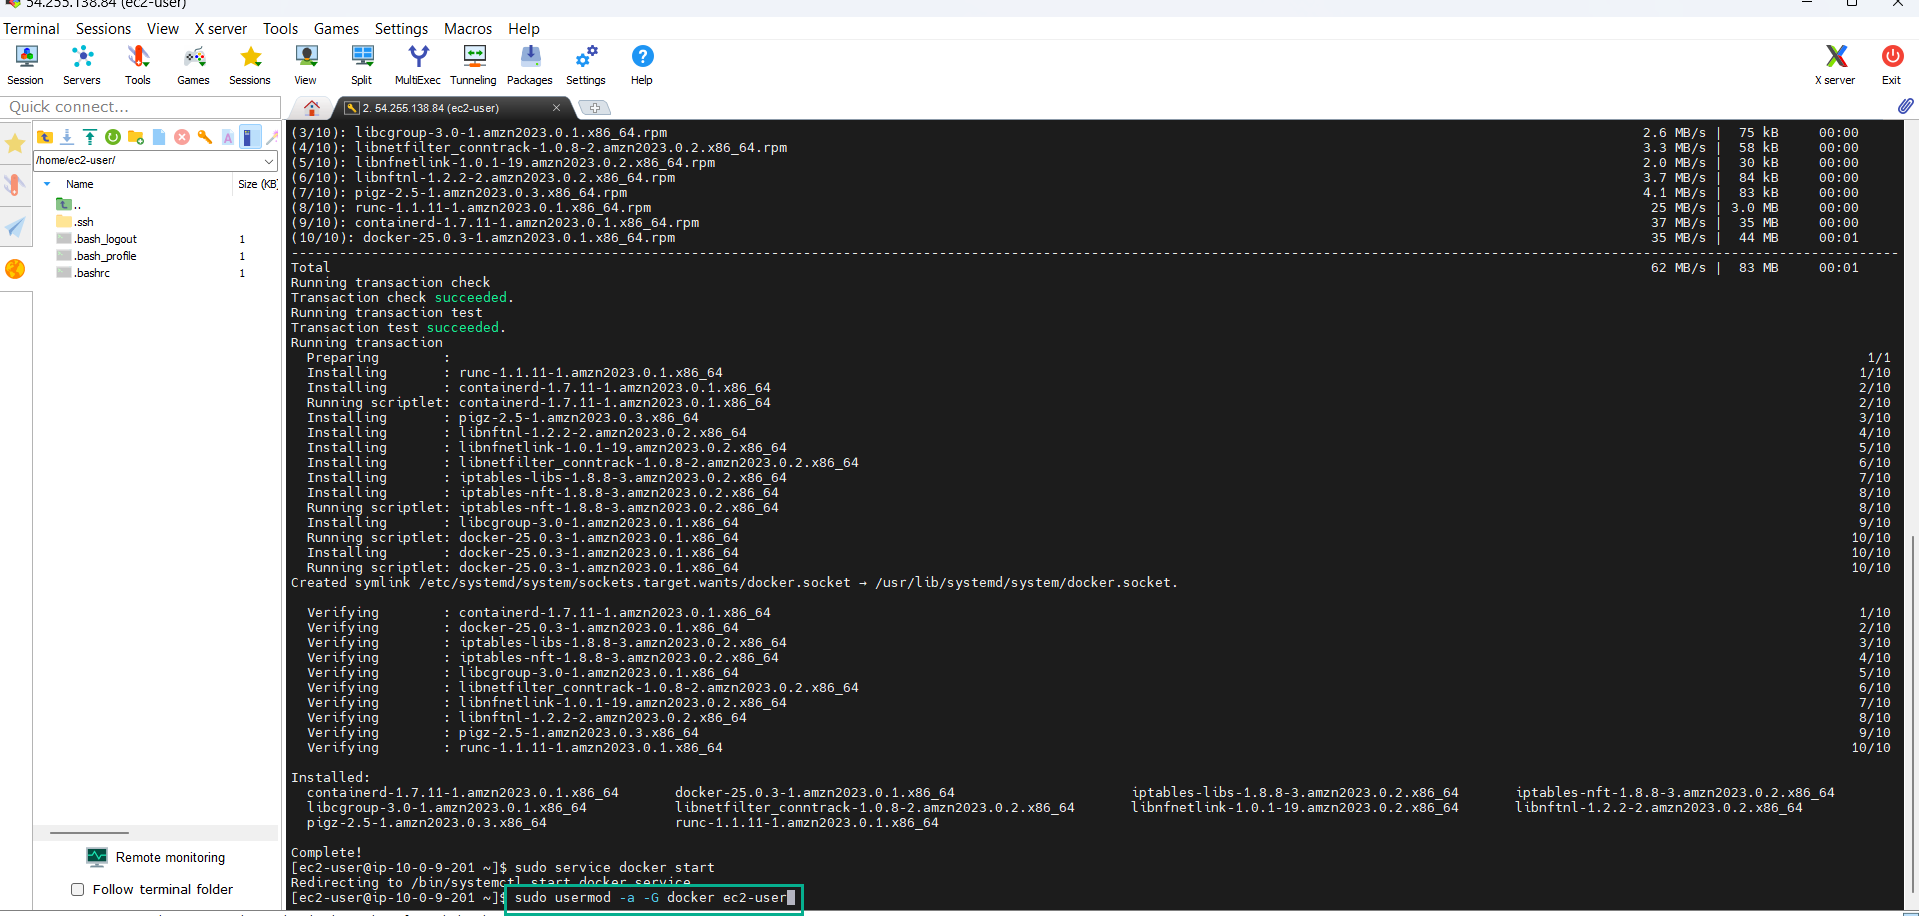 54.255.138.84 (ec2-user)
Terminal Sessions View X server Tools Games Settings Macros Help
Session Servers Tools Games Sessions View Split MultiExec Tunneling Packages Settings Help X server Exit
Quick connect...
2. 54.255.138.84 (ec2-user)
/home/ec2-user/
Name Size (KB)
..
.ssh
.bash_logout 1
.bash_profile 1
.bashrc 1
Remote monitoring
Follow terminal folder
(3/10): libcgroup-3.0-1.amzn2023.0.1.x86_64.rpm 2.6 MB/s | 75 kB 00:00
(4/10): libnetfilter_conntrack-1.0.8-2.amzn2023.0.2.x86_64.rpm 3.3 MB/s | 58 kB 00:00
(5/10): libnfnetlink-1.0.1-19.amzn2023.0.2.x86_64.rpm 2.0 MB/s | 30 kB 00:00
(6/10): libnftnl-1.2.2-2.amzn2023.0.2.x86_64.rpm 3.7 MB/s | 84 kB 00:00
(7/10): pigz-2.5-1.amzn2023.0.3.x86_64.rpm 4.1 MB/s | 83 kB 00:00
(8/10): runc-1.1.11-1.amzn2023.0.1.x86_64.rpm 25 MB/s | 3.0 MB 00:00
(9/10): containerd-1.7.11-1.amzn2023.0.1.x86_64.rpm 37 MB/s | 35 MB 00:00
(10/10): docker-25.0.3-1.amzn2023.0.1.x86_64.rpm 35 MB/s | 44 MB 00:01
Total 62 MB/s | 83 MB 00:01
Running transaction check
Transaction check succeeded.
Running transaction test
Transaction test succeeded.
Running transaction
Preparing : 1/1
Installing : runc-1.1.11-1.amzn2023.0.1.x86_64 1/10
Installing : containerd-1.7.11-1.amzn2023.0.1.x86_64 2/10
Running scriptlet: containerd-1.7.11-1.amzn2023.0.1.x86_64 2/10
Installing : pigz-2.5-1.amzn2023.0.3.x86_64 3/10
Installing : libnftnl-1.2.2-2.amzn2023.0.2.x86_64 4/10
Installing : libnfnetlink-1.0.1-19.amzn2023.0.2.x86_64 5/10
Installing : libnetfilter_conntrack-1.0.8-2.amzn2023.0.2.x86_64 6/10
Installing : iptables-libs-1.8.8-3.amzn2023.0.2.x86_64 7/10
Installing : iptables-nft-1.8.8-3.amzn2023.0.2.x86_64 8/10
Running scriptlet: iptables-nft-1.8.8-3.amzn2023.0.2.x86_64 8/10
Installing : libcgroup-3.0-1.amzn2023.0.1.x86_64 9/10
Running scriptlet: docker-25.0.3-1.amzn2023.0.1.x86_64 10/10
Installing : docker-25.0.3-1.amzn2023.0.1.x86_64 10/10
Running scriptlet: docker-25.0.3-1.amzn2023.0.1.x86_64 10/10
Created symlink /etc/systemd/system/sockets.target.wants/docker.socket → /usr/lib/systemd/system/docker.socket.
Verifying : containerd-1.7.11-1.amzn2023.0.1.x86_64 1/10
Verifying : docker-25.0.3-1.amzn2023.0.1.x86_64 2/10
Verifying : iptables-libs-1.8.8-3.amzn2023.0.2.x86_64 3/10
Verifying : iptables-nft-1.8.8-3.amzn2023.0.2.x86_64 4/10
Verifying : libcgroup-3.0-1.amzn2023.0.1.x86_64 5/10
Verifying : libnetfilter_conntrack-1.0.8-2.amzn2023.0.2.x86_64 6/10
Verifying : libnfnetlink-1.0.1-19.amzn2023.0.2.x86_64 7/10
Verifying : libnftnl-1.2.2-2.amzn2023.0.2.x86_64 8/10
Verifying : pigz-2.5-1.amzn2023.0.3.x86_64 9/10
Verifying : runc-1.1.11-1.amzn2023.0.1.x86_64 10/10
Installed:
containerd-1.7.11-1.amzn2023.0.1.x86_64 docker-25.0.3-1.amzn2023.0.1.x86_64 iptables-libs-1.8.8-3.amzn2023.0.2.x86_64 iptables-nft-1.8.8-3.amzn2023.0.2.x86_64
libcgroup-3.0-1.amzn2023.0.1.x86_64 libnetfilter_conntrack-1.0.8-2.amzn2023.0.2.x86_64 libnfnetlink-1.0.1-19.amzn2023.0.2.x86_64 libnftnl-1.2.2-2.amzn2023.0.2.x86_64
pigz-2.5-1.amzn2023.0.3.x86_64 runc-1.1.11-1.amzn2023.0.1.x86_64
Complete!
[ec2-user@ip-10-0-9-201 ~]$ sudo service docker start
Redirecting to /bin/systemctl start docker.service
[ec2-user@ip-10-0-9-201 ~]$ sudo usermod -a -G docker ec2-user